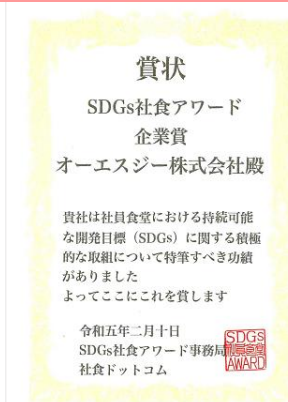 賞状
SDGs社食アワード
企業賞
オーエスジー株式会社殿
貴社は社員食堂における持続可能
な開発目標（SDGs）に関する積極
的な取組について特筆すべき功績
がありました
よってここにこれを賞します
令和五年二月十日
SDGs社食アワード事務局
社食ドットコム
SDGs
AWARD